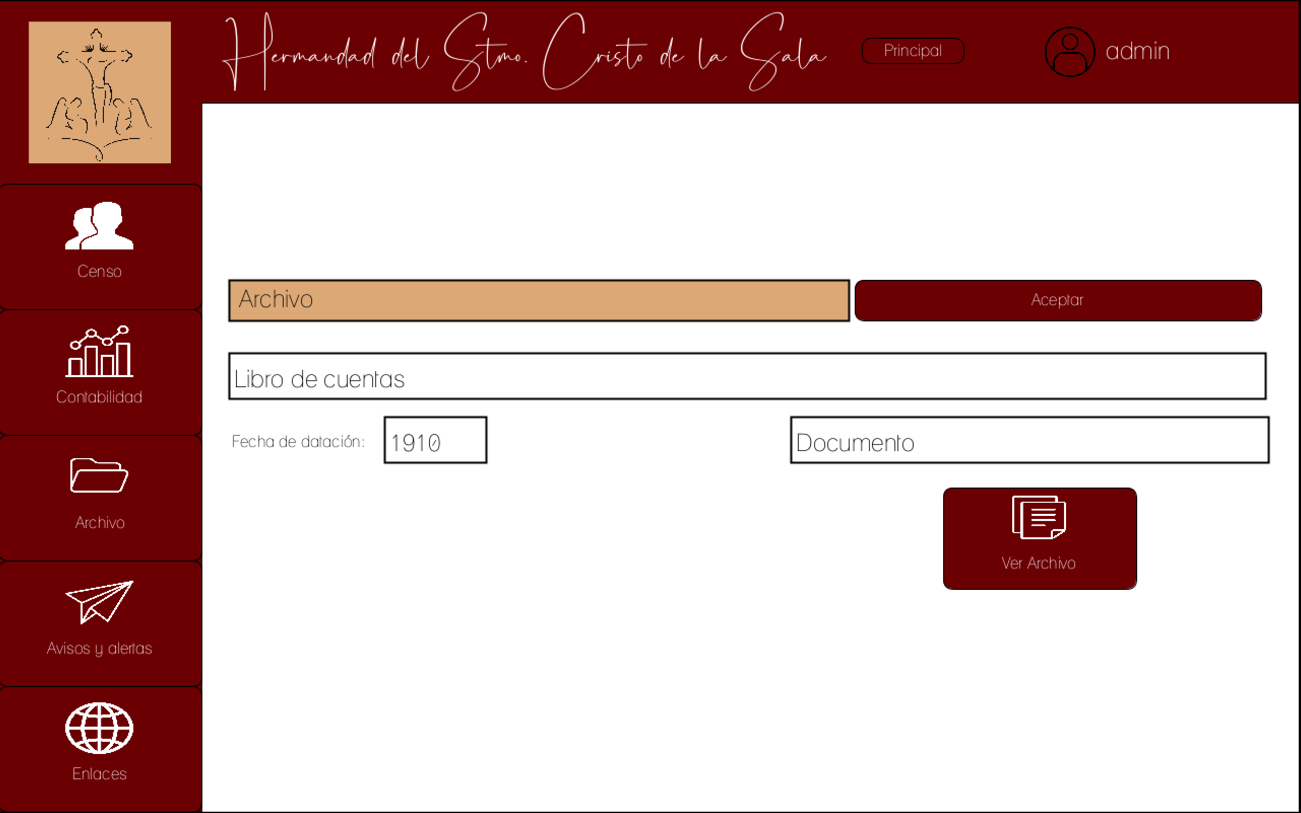 Hermandad del Stmo. Cristo de la Sala
Principal
admin
Censo
Contabilidad
Archivo
Avisos y alertas
Enlaces
Archivo
Aceptar
Libro de cuentas
Fecha de datación:
1910
Documento
Ver Archivo